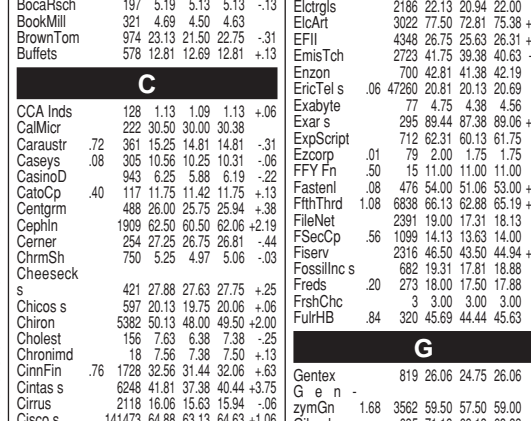 BocaRsch 197 5.19 5.13 5.13 -.13
BookMill 321 4.69 4.50 4.63
BrownTom 974 23.13 21.50 22.75 -.31
Buffets 578 12.81 12.69 12.81 +.13
C
CCA Inds 128 1.13 1.09 1.13 +.06
CalMicr 222 30.50 30.00 30.38
Caraustr .72 361 15.25 14.81 14.81 -.31
Caseys .08 305 10.56 10.25 10.31 -.06
CasinoD 943 6.25 5.88 6.19 -.22
CatoCp .40 117 11.75 11.42 11.75 +.13
Centgrm 488 26.00 25.75 25.94 +.38
Cephln 1909 62.50 60.50 62.06 +2.19
Cerner 254 27.25 26.75 26.81 -.44
ChrmSh 750 5.25 4.97 5.06 -.03
Cheeseck
s 421 27.88 27.63 27.75 +.25
Chicos s 597 20.13 19.75 20.06 +.06
Chiron 5382 50.13 48.00 49.50 +2.00
Cholest 156 7.63 6.38 7.38 -.25
Chronimd 18 7.56 7.38 7.50 +.13
CinnFin .76 1728 32.56 31.44 32.06 +.63
Cintas s 6248 41.81 37.38 40.44 +3.75
Cirrus 2118 16.06 15.63 15.94 -.06
Cisco s 141473 64.88 63.13 64.63 +1.06
Elctrgls 2186 22.13 20.94 22.00
ElcArt 3022 77.50 72.81 75.38 +
EFII 4348 26.75 25.63 26.31 +
EmisTch 2723 41.75 39.38 40.63 -
Enzon 700 42.81 41.38 42.19
EricTel s .06 47260 20.81 20.13 20.69
Exabyte 77 4.75 4.38 4.56
Exar s 295 89.44 87.38 89.06 +
ExpScript 712 62.31 60.13 61.75
Ezcorp .01 79 2.00 1.75 1.75
FFY Fn .50 15 11.00 11.00 11.00
Fastenl .08 476 54.00 51.06 53.00 +
FfthThrd 1.08 6838 66.13 62.88 65.19 +
FileNet 2391 19.00 17.31 18.13
FSecCp .56 1099 14.13 13.63 14.00
Fiserv 2316 46.50 43.50 44.94 +
FossilInc s 682 19.31 17.81 18.88
Freds .20 273 18.00 17.50 17.88
FrshChc 3 3.00 3.00 3.00
FulrHB .84 320 45.69 44.44 45.63
G
Gentex 819 26.06 24.75 26.06
G e n -
zymGn 1.68 3562 59.50 57.50 59.00